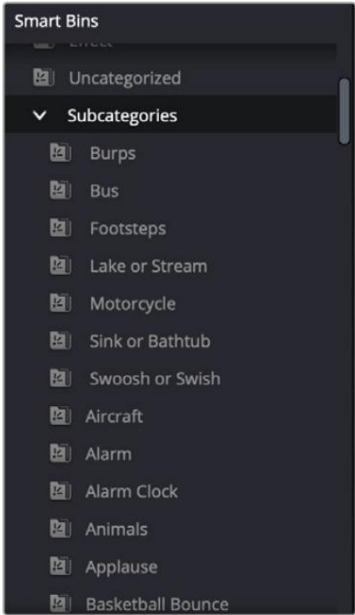 Smart Bins
Effect
Uncategorized
Subcategories
Burps
Bus
Footsteps
Lake or Stream
Motorcycle
Sink or Bathtub
Swoosh or Swish
Aircraft
Alarm
Alarm Clock
Animals
Applause
Basketball Bounce